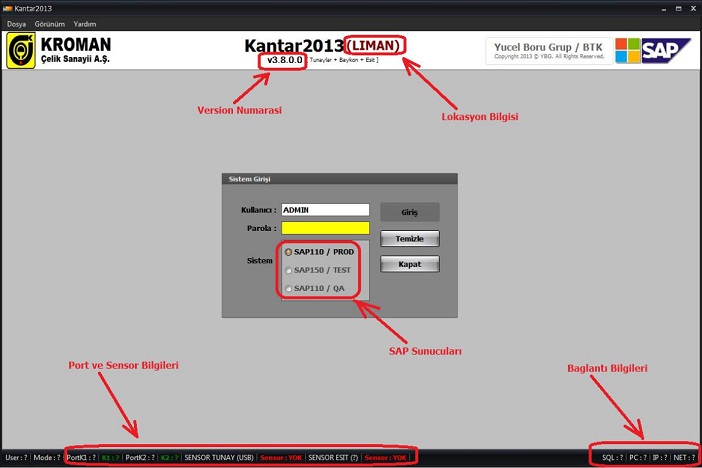 Kantar2013
Dosya Görünüm Yardım
KROMAN
Çelik Sanayii A.Ş.
Kantar2013(LIMAN)
v3.8.0.0 [ Tunaylar + Baykon + Esit ]
Yucel Boru Grup / BTK
Copyright 2013 © YBG. All Rights Reserved.
SAP
Version Numarasi
Lokasyon Bilgisi
Sistem Girişi
Kullanıcı : ADMIN
Giriş
Parola :
Temizle
Sistem
SAP110 / PROD
SAP150 / TEST
SAP110 / QA
Kapat
SAP Sunucuları
Port ve Sensor Bilgileri
Baglantı Bilgileri
User : ? Mode : ? PortK1 : ? K1 : ? PortK2 : ? K2 : ? SENSOR TUNAY (USB) Sensor : YOK SENSOR ESIT (?) Sensor : YOK SQL : ? PC : ? IP : ? NET : ?